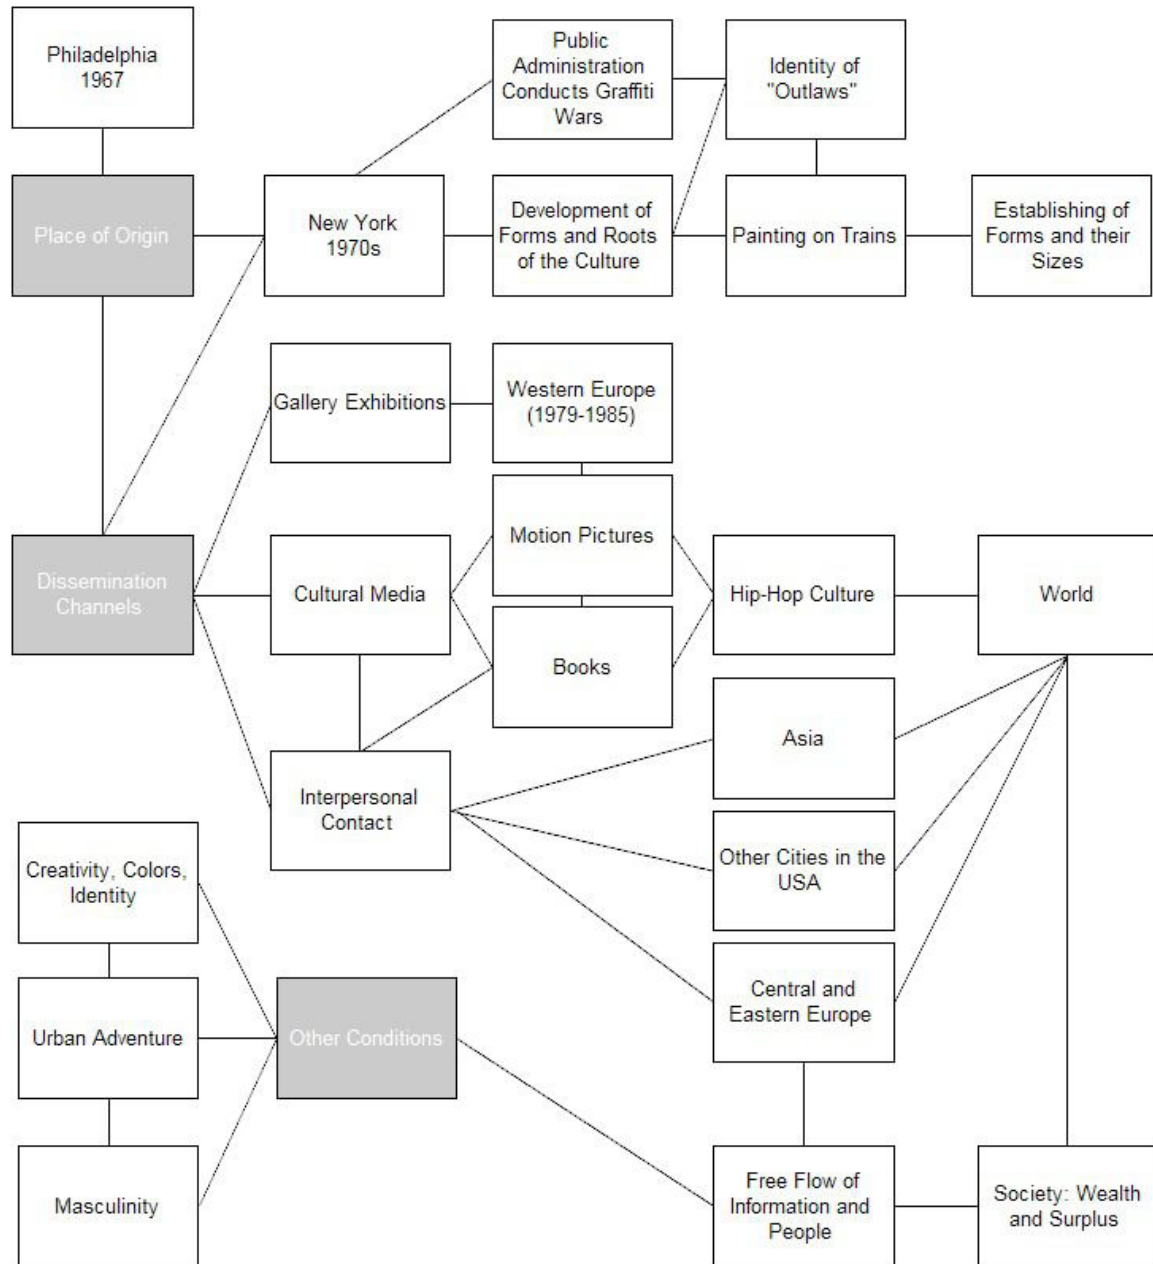 Philadelphia
1967
Public
Administration
Conducts Graffiti
Wars
Identity of
"Outlaws"
Place of Origin
New York
1970s
Development of
Forms and Roots
of the Culture
Painting on Trains
Establishing of
Forms and their
Sizes
Gallery Exhibitions
Western Europe
(1979-1985)
Dissemination
Channels
Cultural Media
Motion Pictures
Hip-Hop Culture
World
Books
Asia
Interpersonal
Contact
Other Cities in the
USA
Creativity, Colors,
Identity
Urban Adventure
Other Conditions
Central and
Eastern Europe
Masculinity
Free Flow of
Information and
People
Society: Wealth
and Surplus